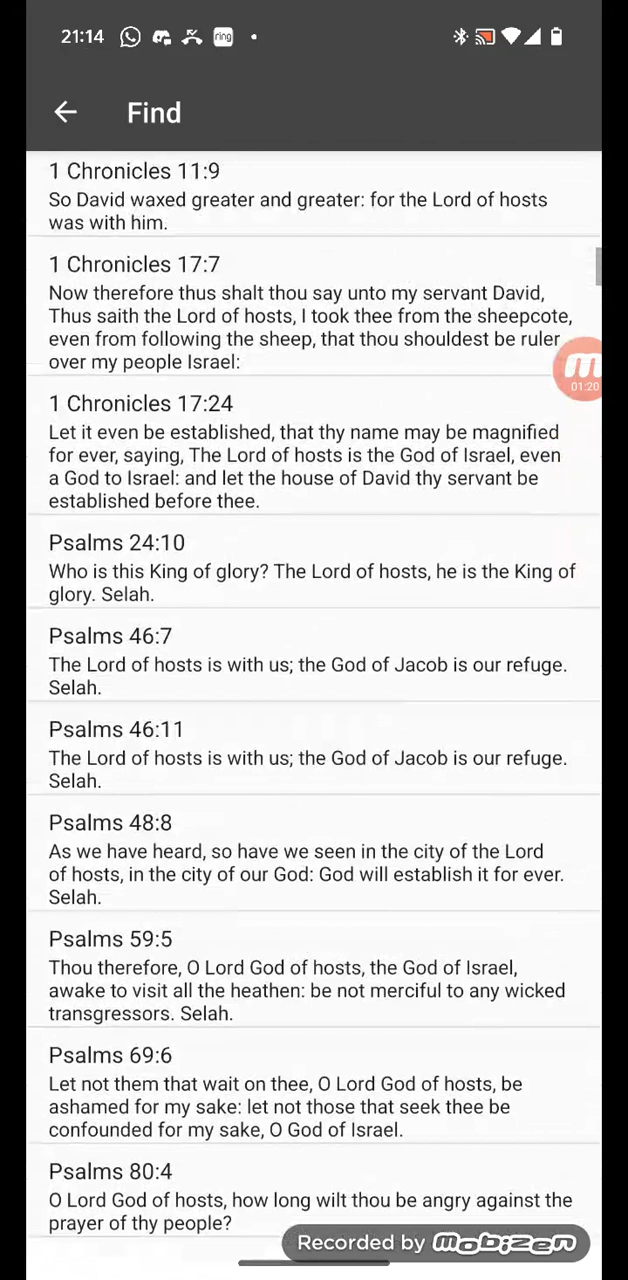 21:14 ring
Find
1 Chronicles 11:9
So David waxed greater and greater: for the Lord of hosts
was with him.
1 Chronicles 17:7
Now therefore thus shalt thou say unto my servant David,
Thus saith the Lord of hosts, I took thee from the sheepcote,
even from following the sheep, that thou shouldest be ruler
over my people Israel:
01:20
1 Chronicles 17:24
Let it even be established, that thy name may be magnified
for ever, saying, The Lord of hosts is the God of Israel, even
a God to Israel: and let the house of David thy servant be
established before thee.
Psalms 24:10
Who is this King of glory? The Lord of hosts, he is the King of
glory. Selah.
Psalms 46:7
The Lord of hosts is with us; the God of Jacob is our refuge.
Selah.
Psalms 46:11
The Lord of hosts is with us; the God of Jacob is our refuge.
Selah.
Psalms 48:8
As we have heard, so have we seen in the city of the Lord
of hosts, in the city of our God: God will establish it for ever.
Selah.
Psalms 59:5
Thou therefore, O Lord God of hosts, the God of Israel,
awake to visit all the heathen: be not merciful to any wicked
transgressors. Selah.
Psalms 69:6
Let not them that wait on thee, O Lord God of hosts, be
ashamed for my sake: let not those that seek thee be
confounded for my sake, O God of Israel.
Psalms 80:4
O Lord God of hosts, how long wilt thou be angry against the
prayer of thy people?
Recorded by mobizen